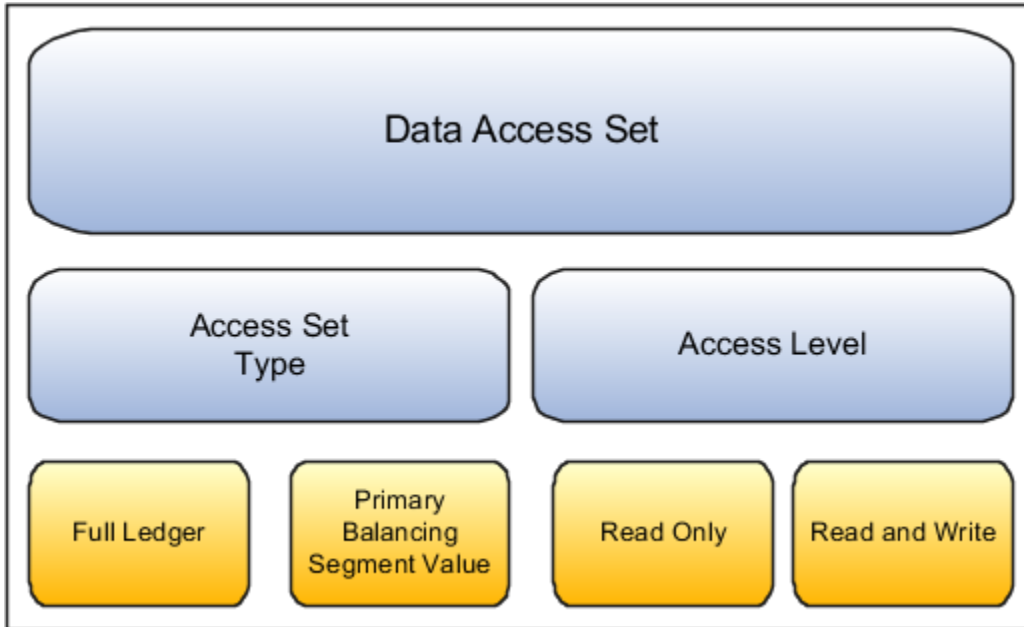 Data Access Set
Access Set
Type
Access Level
Full Ledger
Primary
Balancing
Segment Value
Read Only
Read and Write